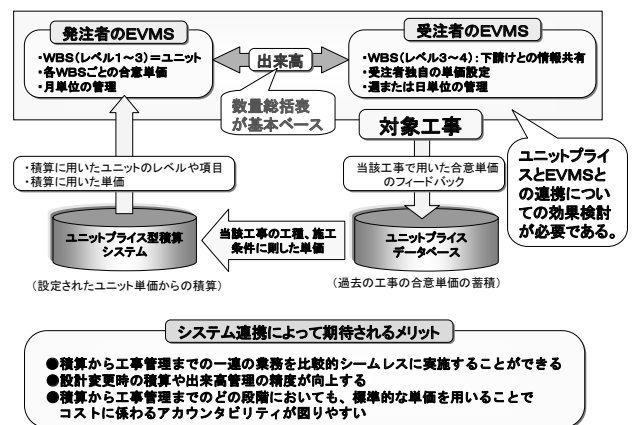 発注者のEVMS
・WBS(レベル1～3)=ユニット
・各WBSごとの合意単価
・月単位の管理
出来高
受注者のEVMS
・WBS(レベル3～4):下請けとの情報共有
・受注者独自の単価設定
・週または日単位の管理
数量総括表
が基本ベース
対象工事
・積算に用いたユニットのレベルや項目
・積算に用いた単価
当該工事で用いた合意単価
のフィードバック
ユニットプライ
スとEVMSと
の連携につい
ての効果検討
が必要である。
ユニットプライス型積算
システム
当該工事の工種、施工
条件に則した単価
ユニットプライス
データベース
(設定されたユニット単価からの積算)
(過去の工事の合意単価の蓄積)
システム連携によって期待されるメリット
●積算から工事管理までの一連の業務を比較的シームレスに実施することができる
●設計変更時の積算や出来高管理の精度が向上する
●積算から工事管理までのどの段階においても、標準的な単価を用いることで
コストに係わるアカウンタビリティが図りやすい